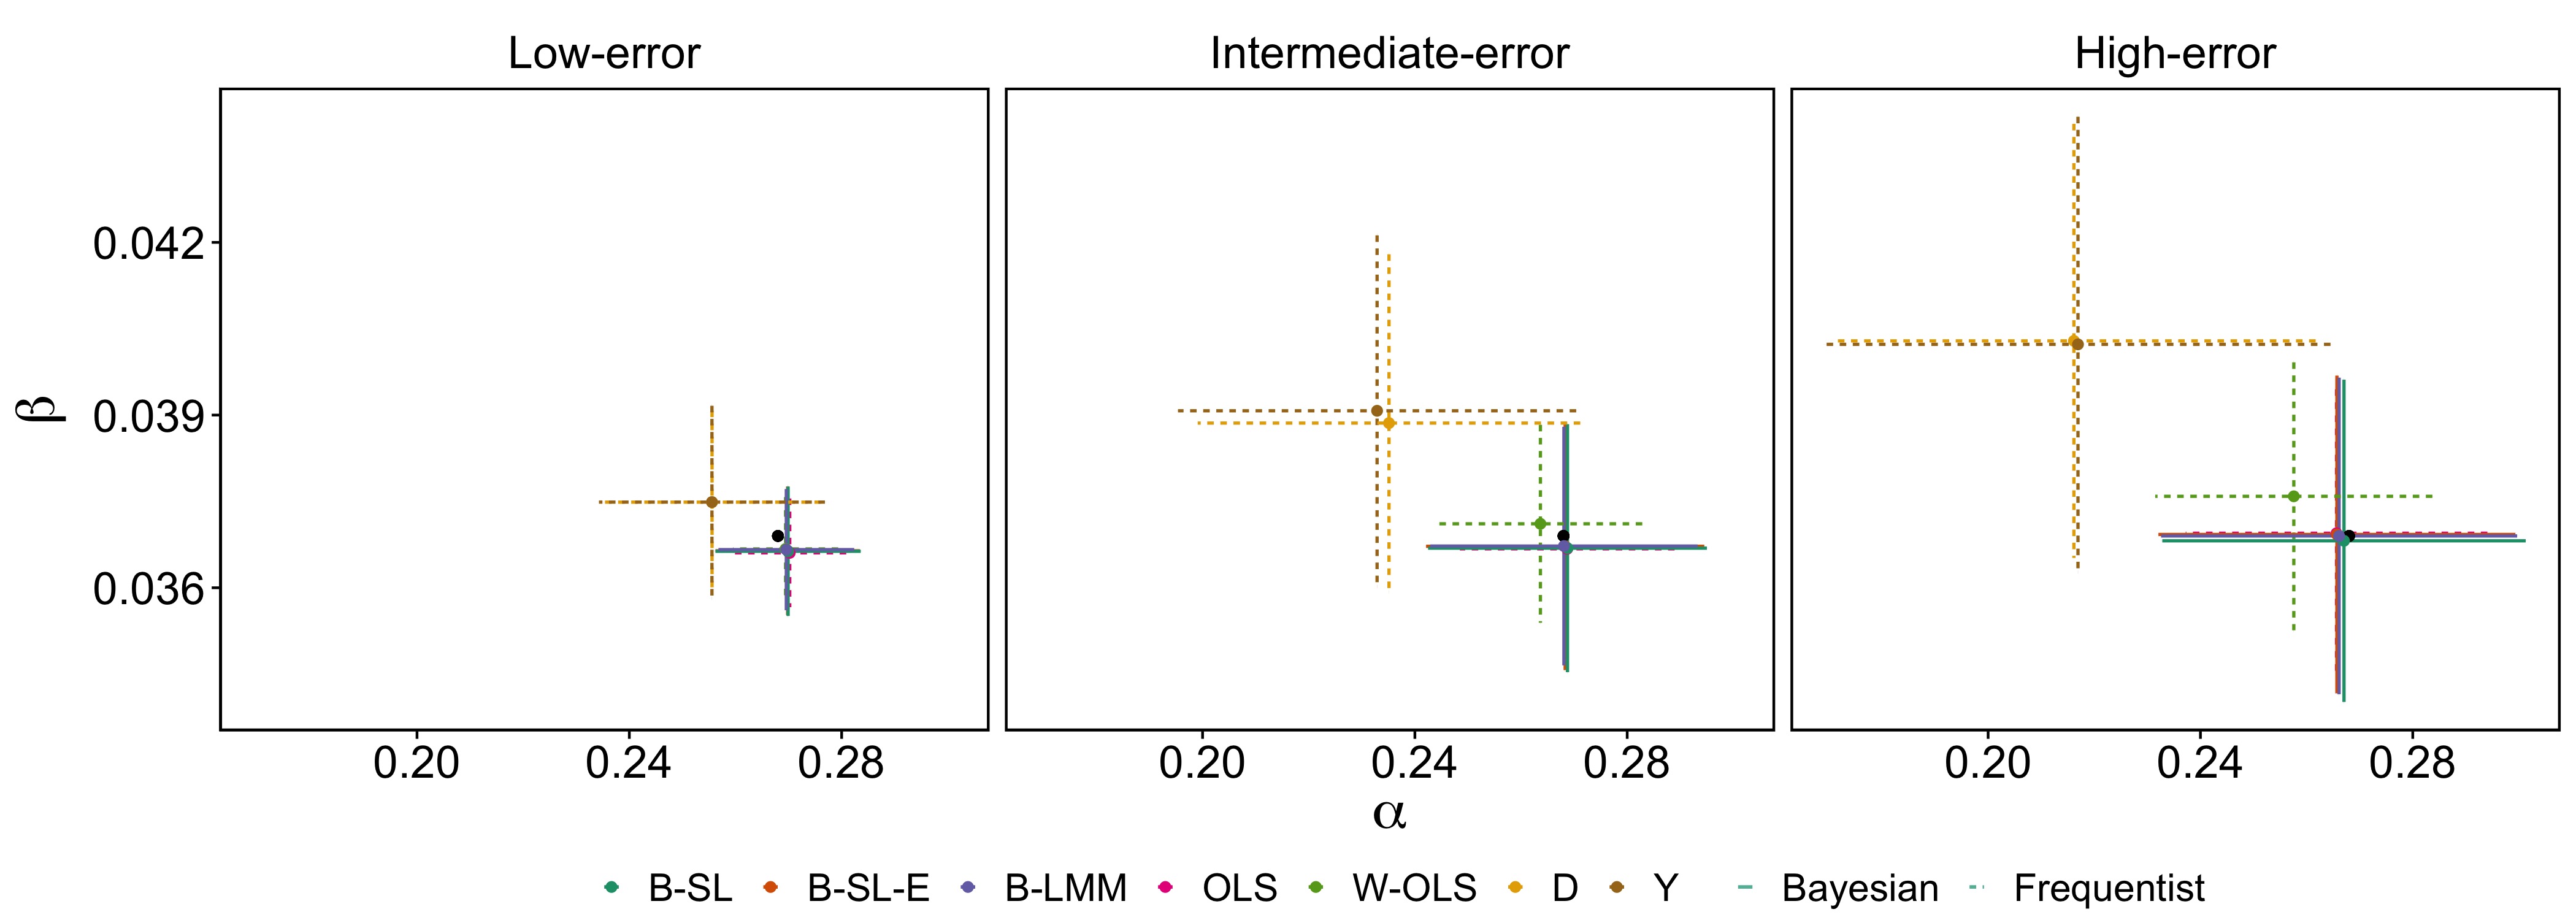 Low-error Intermediate-error High-error
0.042
0.039
0.036
β
0.20 0.24 0.28 0.20 0.24 0.28 0.20 0.24 0.28
α
B-SL B-SL-E B-LMM OLS W-OLS D Y Bayesian Frequentist